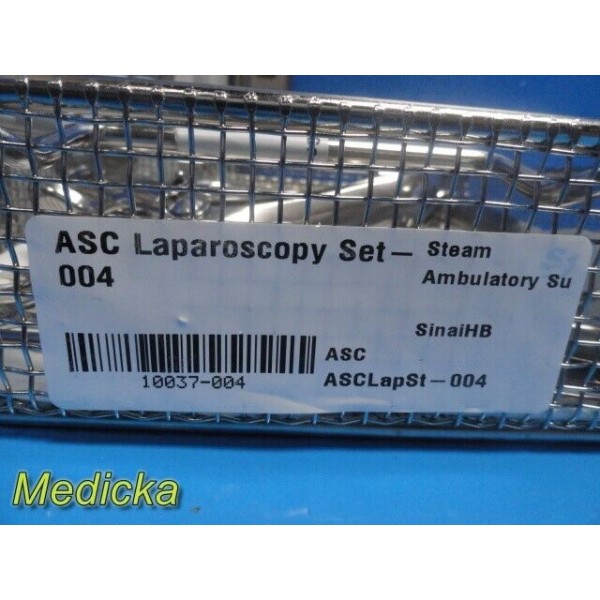 ASC Laparoscopy Set— Steam
004 Ambulatory Su
SinaiHB
ASC
10037-004 ASCLapSt—004
Medicka